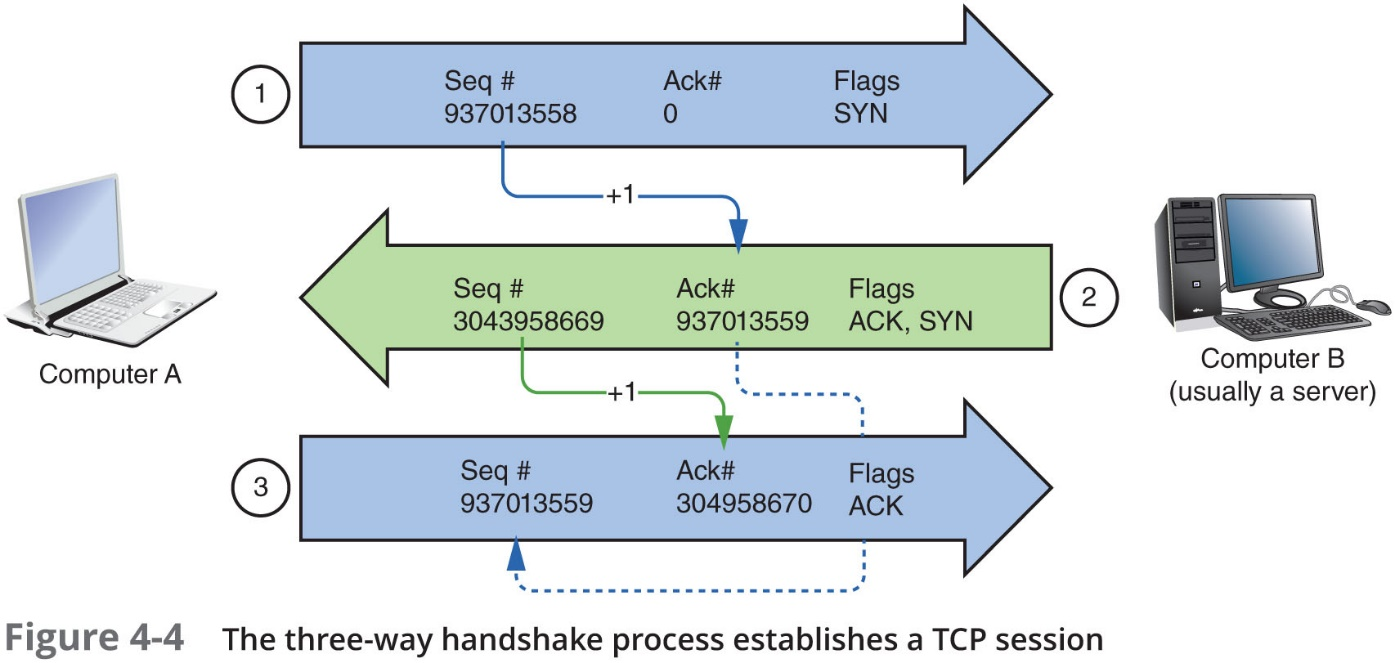 1
Seq #
937013558
Ack#
0
Flags
SYN
+1
2
Seq #
3043958669
Ack#
937013559
Flags
ACK, SYN
Computer A
Computer B
(usually a server)
+1
3
Seq #
937013559
Ack#
304958670
Flags
ACK
Figure 4-4 The three-way handshake process establishes a TCP session